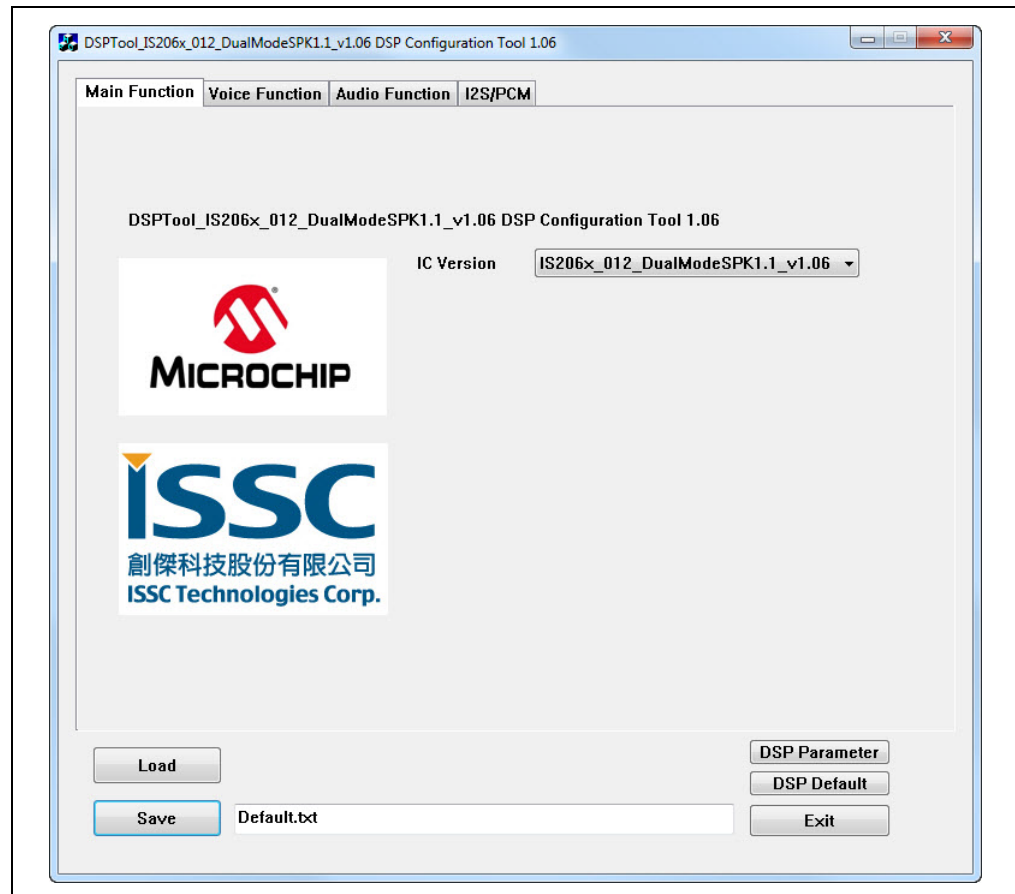 DSPTool_IS206x_012_DualModeSPK1.1_v1.06 DSP Configuration Tool 1.06
Main Function Voice Function Audio Function I2S/PCM
DSPTool_IS206x_012_DualModeSPK1.1_v1.06 DSP Configuration Tool 1.06
IC Version IS206x_012_DualModeSPK1.1_v1.06
MICROCHIP
ISSC
創傑科技股份有限公司
ISSC Technologies Corp.
Load
DSP Parameter
DSP Default
Save Default.txt Exit